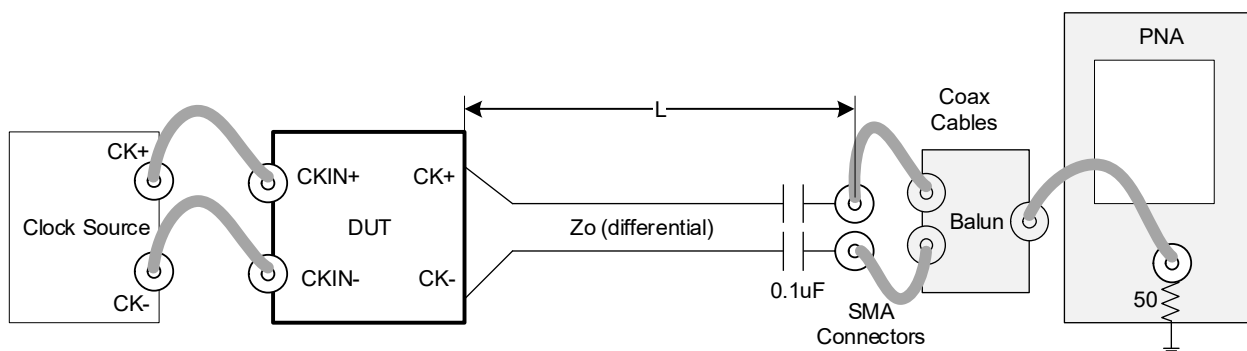 PNA
L
Coax
Cables
CK+
CKIN+
CK+
Clock Source
DUT
Zo (differential)
Balun
CKIN-
CK-
CK-
0.1uF
50
SMA
Connectors